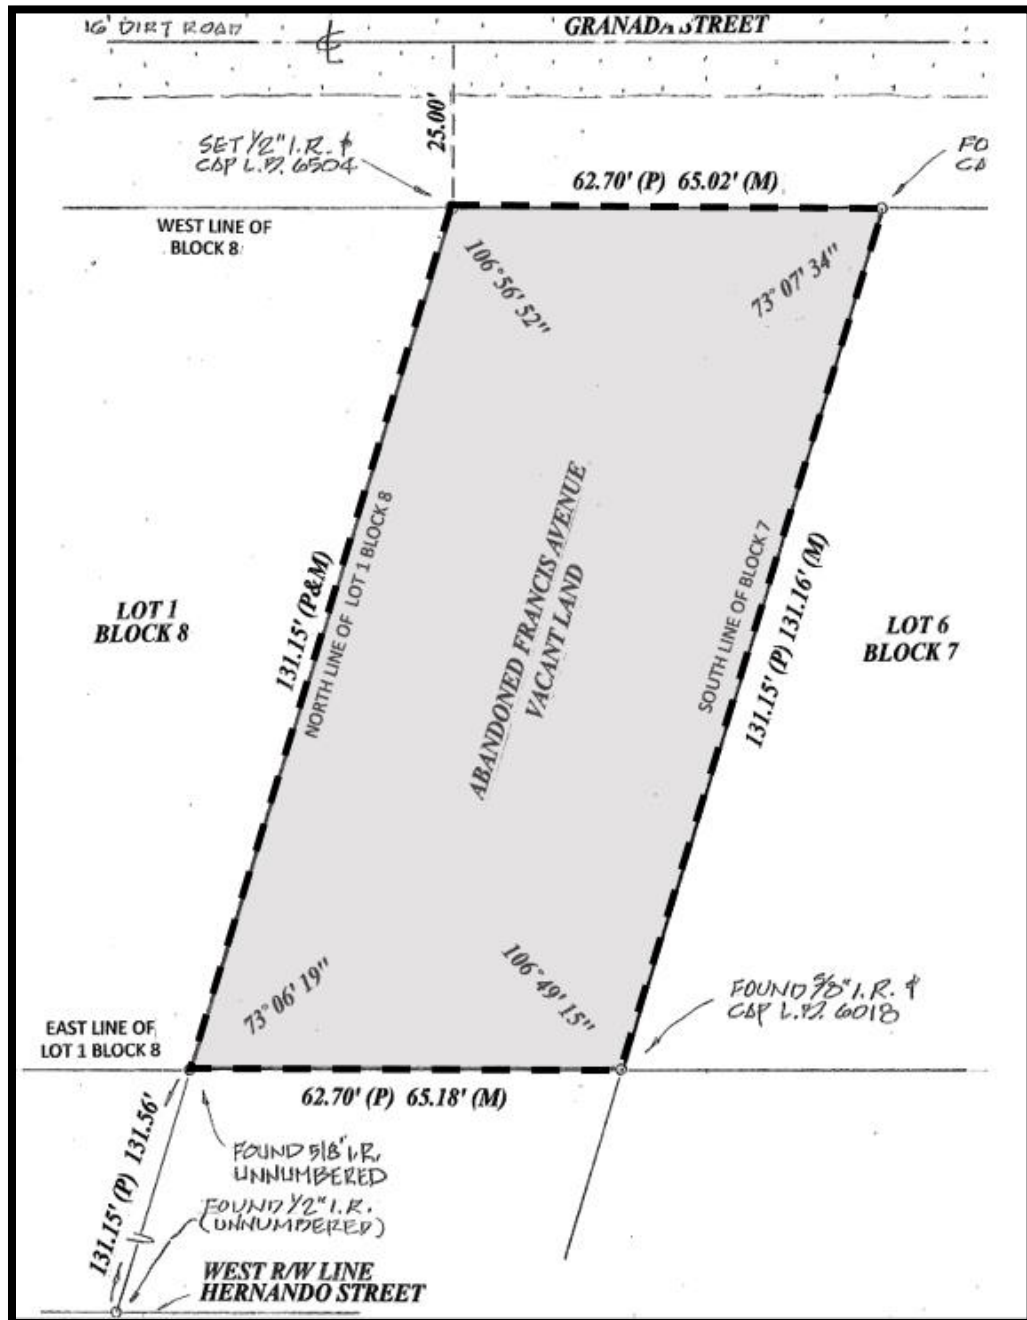 16' DIRT ROAD
GRANADA STREET
25.00'
SET 1/2" I.R. &
CAP L.B. 6504
FO
CA
62.70' (P) 65.02' (M)
WEST LINE OF
BLOCK 8
106° 56' 52"
73° 07' 34"
131.15' (P&M)
NORTH LINE OF LOT 1 BLOCK 8
ABANDONED FRANCIS AVENUE
VACANT LAND
SOUTH LINE OF BLOCK 7
131.15' (P) 131.16' (M)
LOT 1
BLOCK 8
LOT 6
BLOCK 7
73° 06' 19"
106° 49' 15"
FOUND 5/8" I.R. &
CAP L.B. 6018
EAST LINE OF
LOT 1 BLOCK 8
62.70' (P) 65.18' (M)
131.15' (P) 131.56'
FOUND 5/8" I.R.
UNNUMBERED
FOUND 1/2" I.R.
(UNNUMBERED)
WEST R/W LINE
HERNANDO STREET